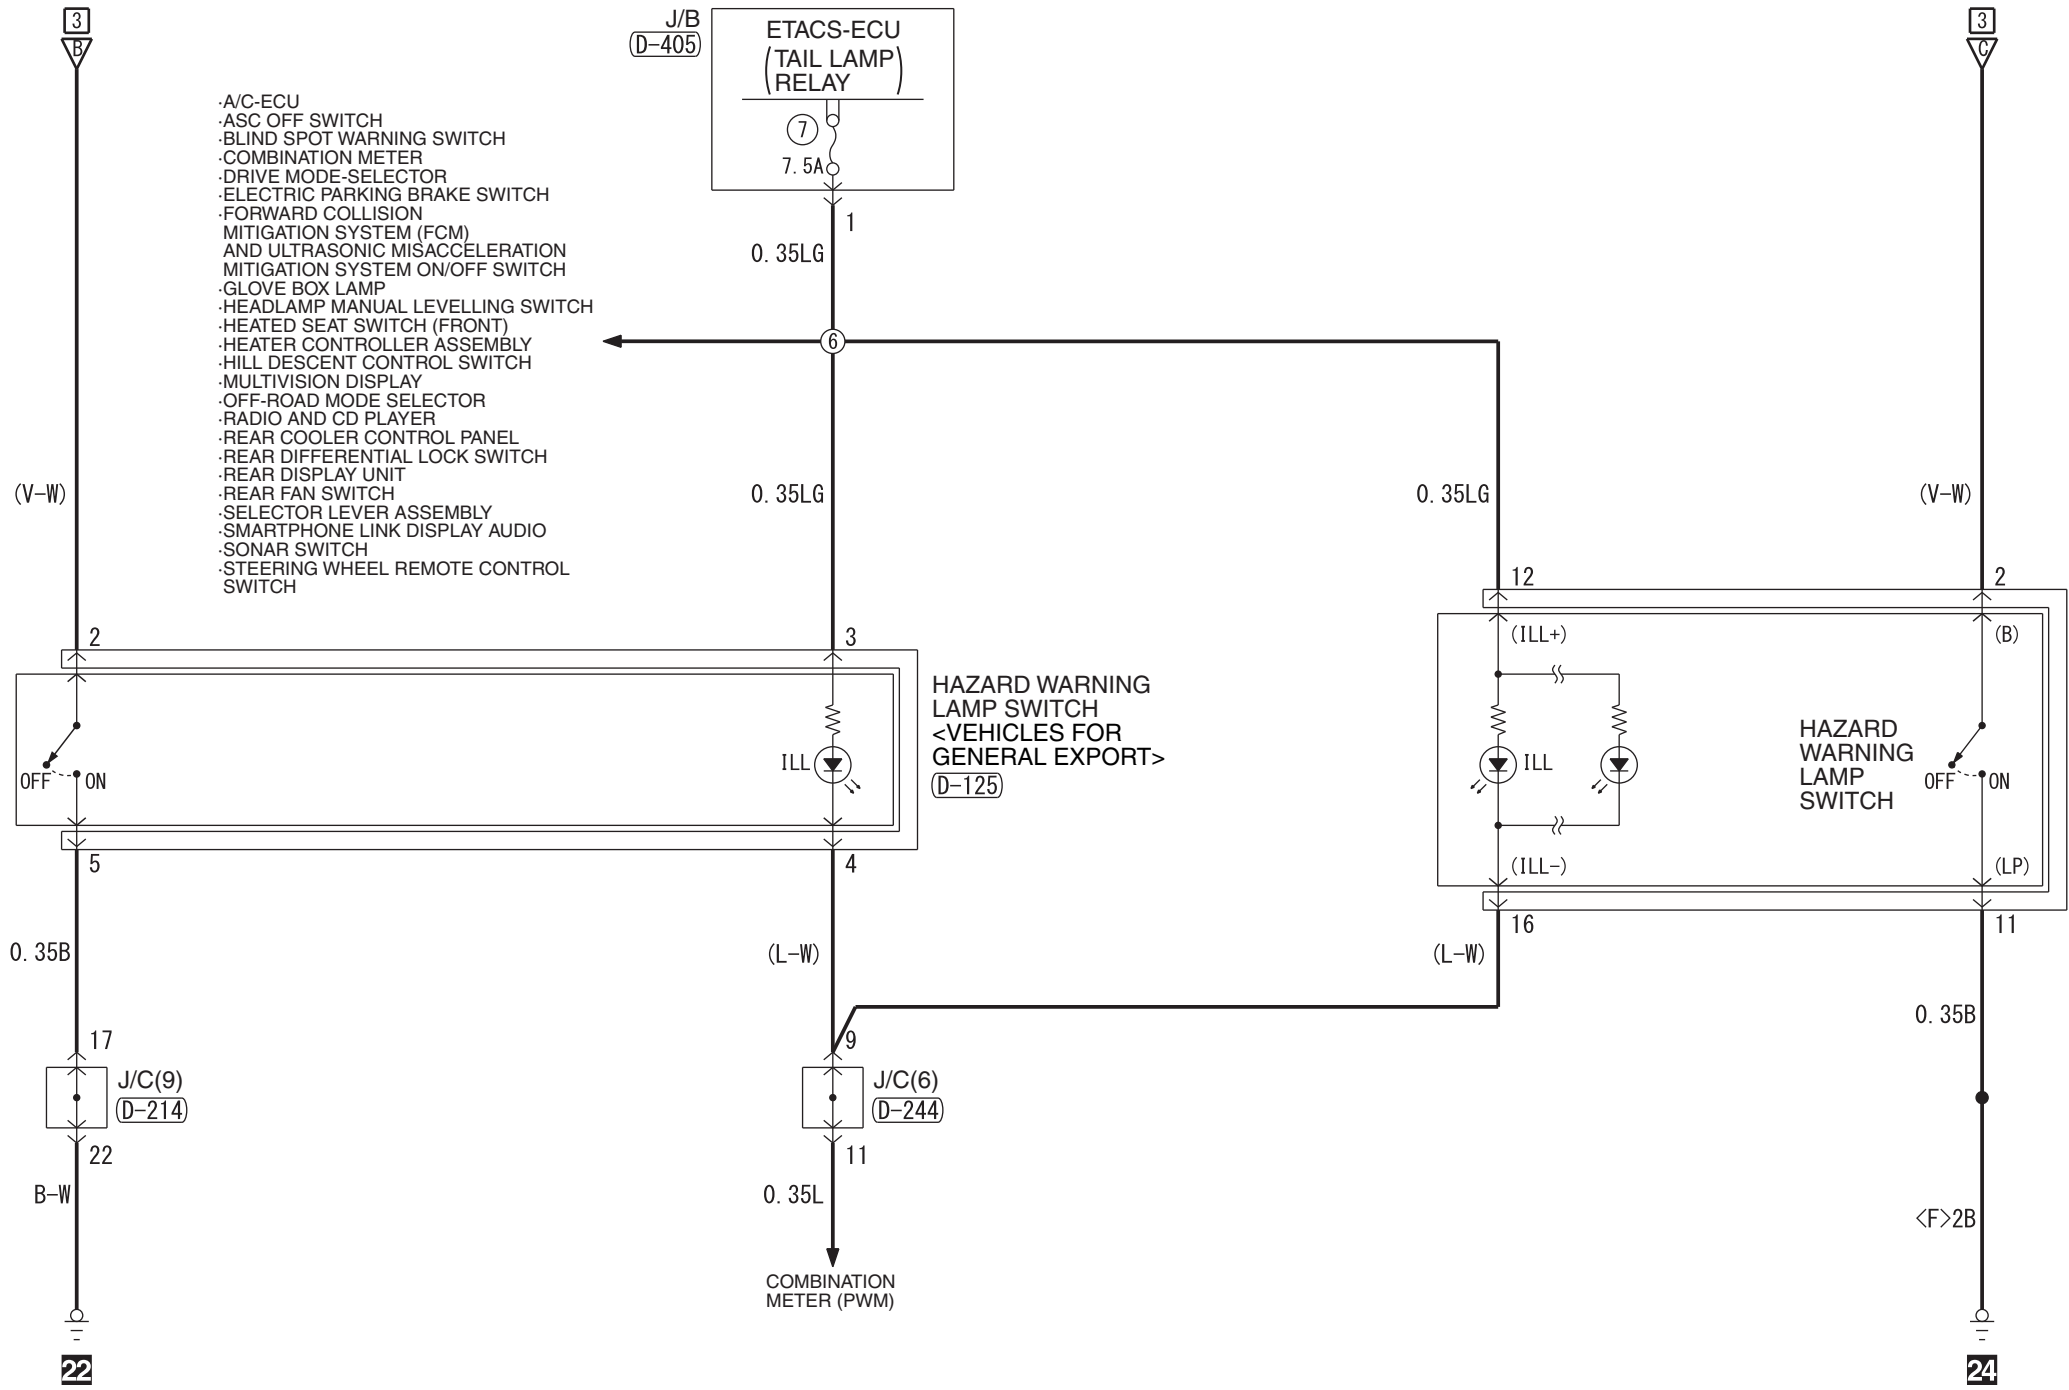 3
B
J/B
D-405
ETACS-ECU
(TAIL LAMP
RELAY)
7
7. 5A
1
0. 35LG
3
C
·A/C-ECU
·ASC OFF SWITCH
·BLIND SPOT WARNING SWITCH
·COMBINATION METER
·DRIVE MODE-SELECTOR
·ELECTRIC PARKING BRAKE SWITCH
·FORWARD COLLISION
MITIGATION SYSTEM (FCM)
AND ULTRASONIC MISACCELERATION
MITIGATION SYSTEM ON/OFF SWITCH
·GLOVE BOX LAMP
·HEADLAMP MANUAL LEVELLING SWITCH
·HEATED SEAT SWITCH (FRONT)
·HEATER CONTROLLER ASSEMBLY
·HILL DESCENT CONTROL SWITCH
·MULTIVISION DISPLAY
·OFF-ROAD MODE SELECTOR
·RADIO AND CD PLAYER
·REAR COOLER CONTROL PANEL
·REAR DIFFERENTIAL LOCK SWITCH
·REAR DISPLAY UNIT
·REAR FAN SWITCH
·SELECTOR LEVER ASSEMBLY
·SMARTPHONE LINK DISPLAY AUDIO
·SONAR SWITCH
·STEERING WHEEL REMOTE CONTROL
SWITCH
6
(V-W)
0. 35LG
0. 35LG
(V-W)
2
3
12
2
(ILL+)
(B)
OFF
ON
ILL
HAZARD WARNING
LAMP SWITCH
<VEHICLES FOR
GENERAL EXPORT>
D-125
ILL
HAZARD
WARNING
LAMP
SWITCH
OFF
ON
(ILL-)
(LP)
5
4
16
11
0. 35B
(L-W)
(L-W)
0. 35B
17
J/C(9)
D-214
22
B-W
9
J/C(6)
D-244
11
0. 35L
COMBINATION
METER (PWM)
<F>2B
22
24